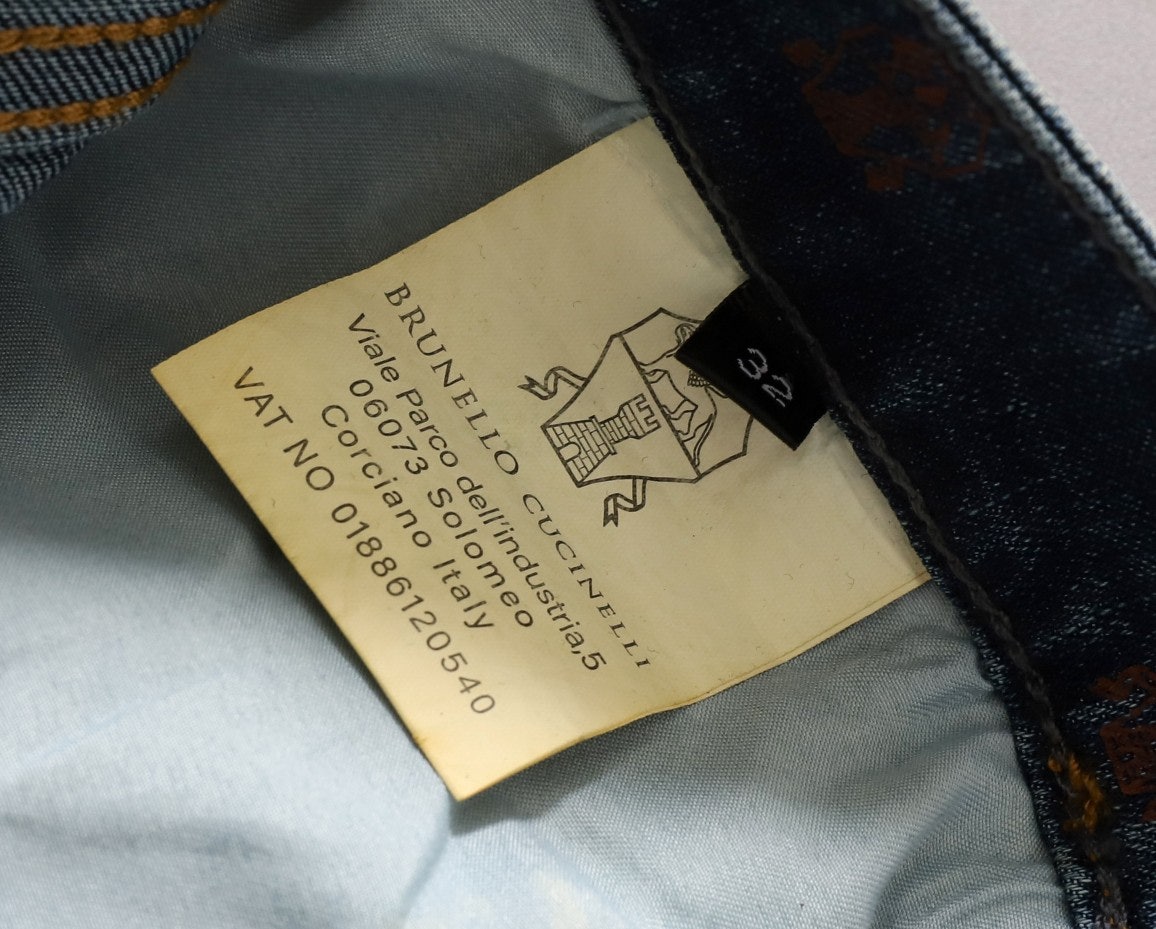 32
BRUNELLO CUCINELLI
Viale Parco dell'industria,5
06073 Solomeo
Corciano Italy
VAT NO 01886120540